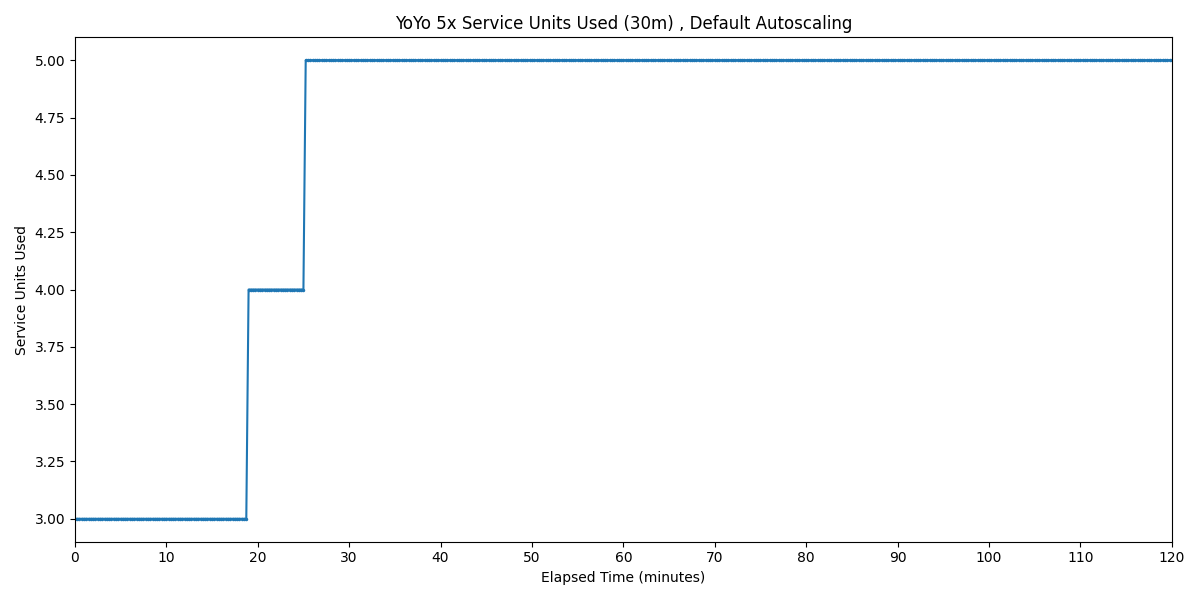 YoYo 5x Service Units Used (30m) , Default Autoscaling
Service Units Used
5.00
4.75
4.50
4.25
4.00
3.75
3.50
3.25
3.00
0 10 20 30 40 50 60 70 80 90 100 110 120
Elapsed Time (minutes)